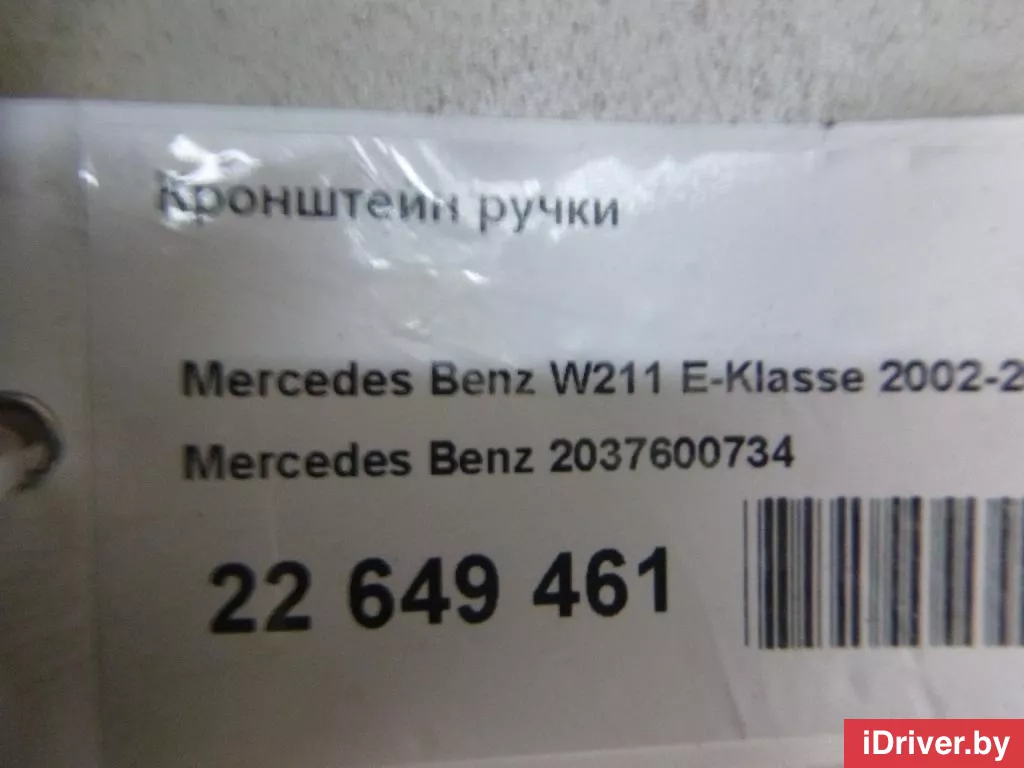 Кронштейн ручки
Mercedes Benz W211 E-Klasse 2002-2
Mercedes Benz 2037600734
22 649 461
iDriver.by